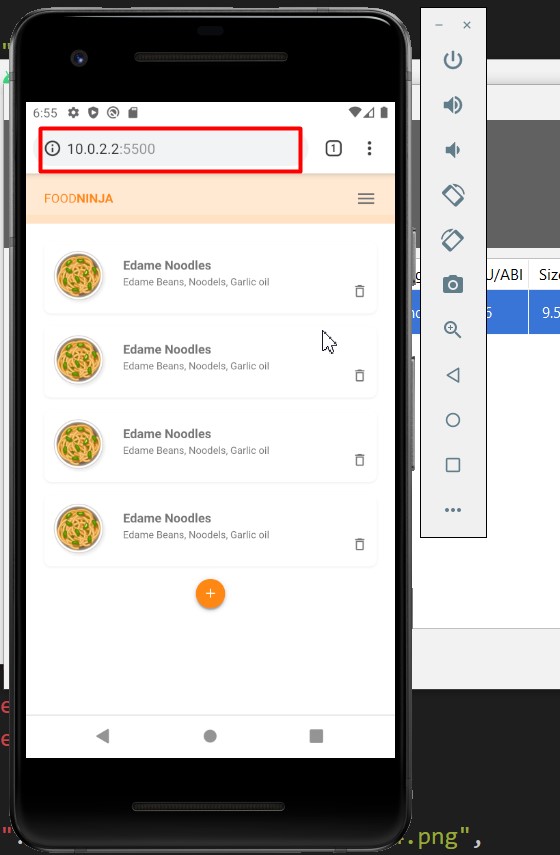 6:55
10.0.2.2:5500
1
FOODNINJA
Edame Noodles
Edame Beans, Noodels, Garlic oil
Edame Noodles
Edame Beans, Noodels, Garlic oil
Edame Noodles
Edame Beans, Noodels, Garlic oil
Edame Noodles
Edame Beans, Noodels, Garlic oil
+
U/ABI
Size
9.5
.png",